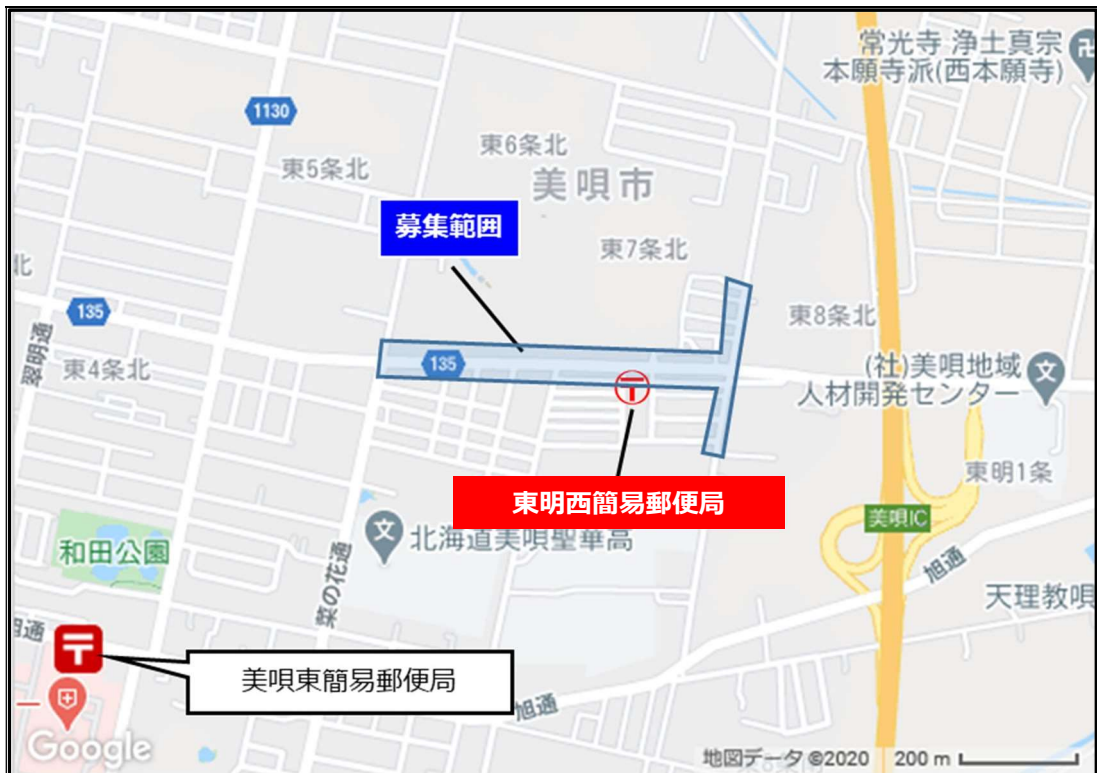 常光寺 浄土真宗
本願寺派(西本願寺)
1130
東6条北
東5条北
美唄市
募集範囲
東7条北
北
135
東8条北
翠明通
135
東4条北
(社)美唄地域
人材開発センター
東明西簡易郵便局
東明1条
美唄IC
北海道美唄聖華高
和田公園
菜の花通
旭通
天理教唄
旭通
美唄東簡易郵便局
旭通
Google
地図データ ©2020 200 m